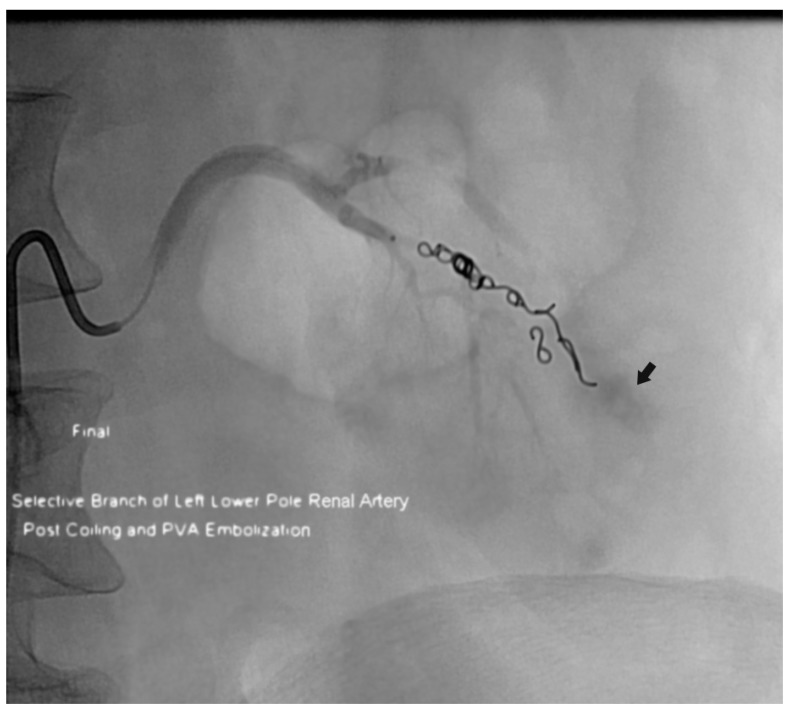 Final
Selective Branch of Left Lower Pole Renal Artery
Post Coiling and PVA Embolization